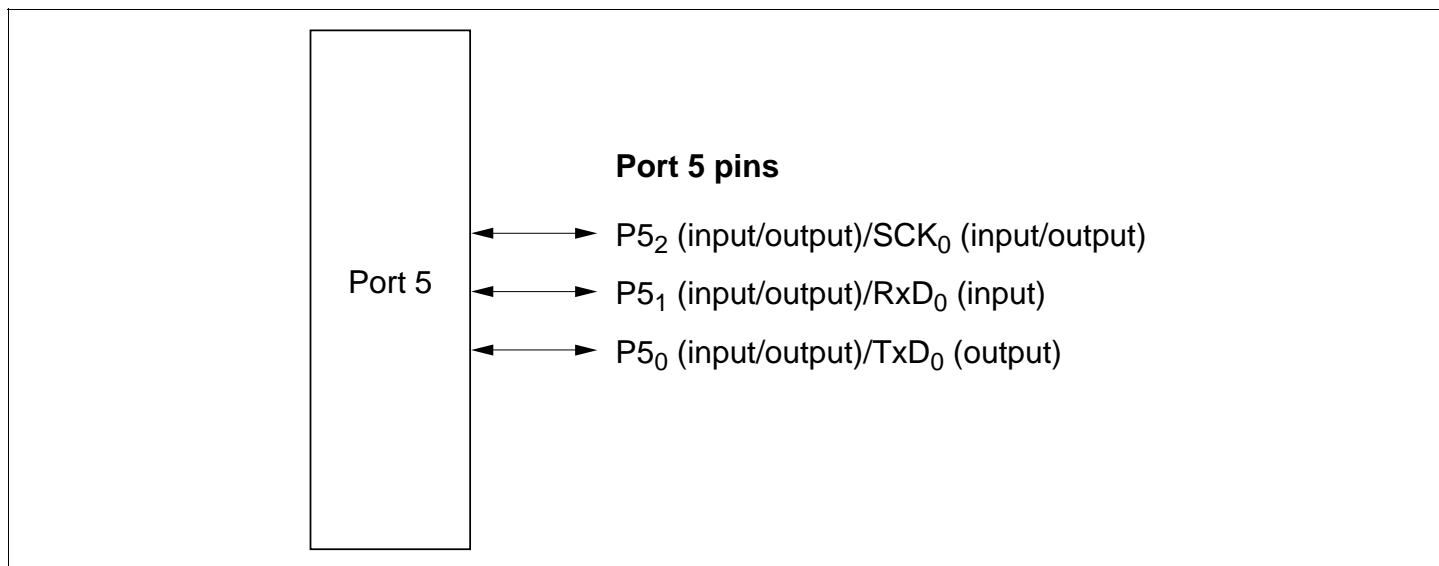 Port 5 pins
P5₂ (input/output)/SCK₀ (input/output)
Port 5
P5₁ (input/output)/RxD₀ (input)
P5₀ (input/output)/TxD₀ (output)